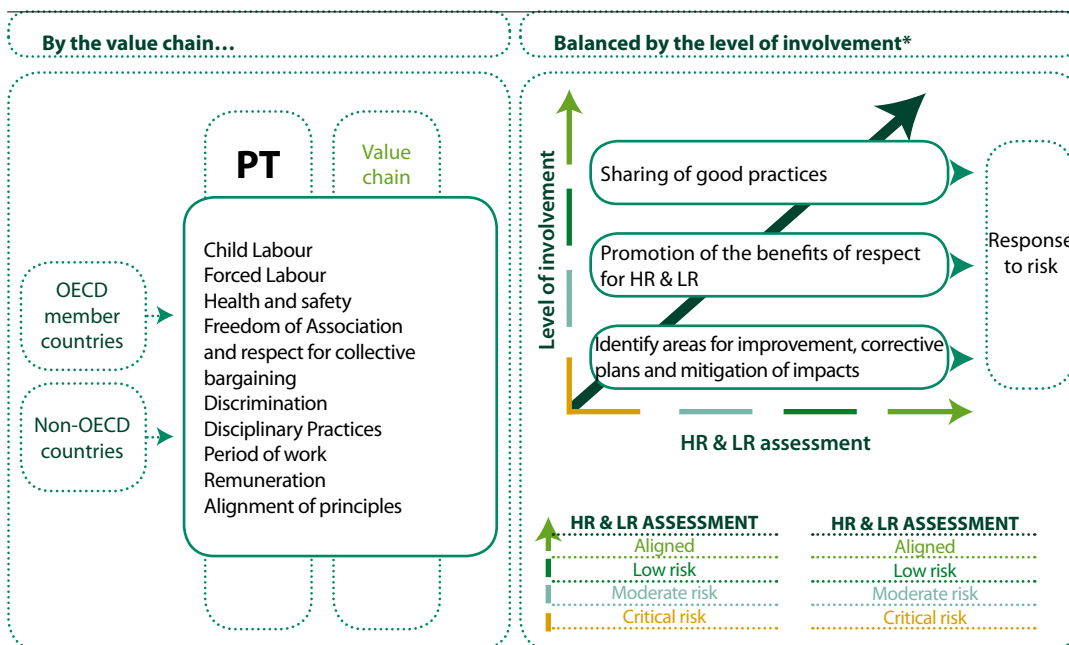 By the value chain...
Balanced by the level of involvement*
PT
Value
chain
OECD
member
countries
Non-OECD
countries
Child Labour
Forced Labour
Health and safety
Freedom of Association
and respect for collective
bargaining
Discrimination
Disciplinary Practices
Period of work
Remuneration
Alignment of principles
Level of involvement
Sharing of good practices
Promotion of the benefits of respect
for HR & LR
Identify areas for improvement, corrective
plans and mitigation of impacts
Response
to risk
HR & LR assessment
HR & LR ASSESSMENT
Aligned
Low risk
Moderate risk
Critical risk
HR & LR ASSESSMENT
Aligned
Low risk
Moderate risk
Critical risk